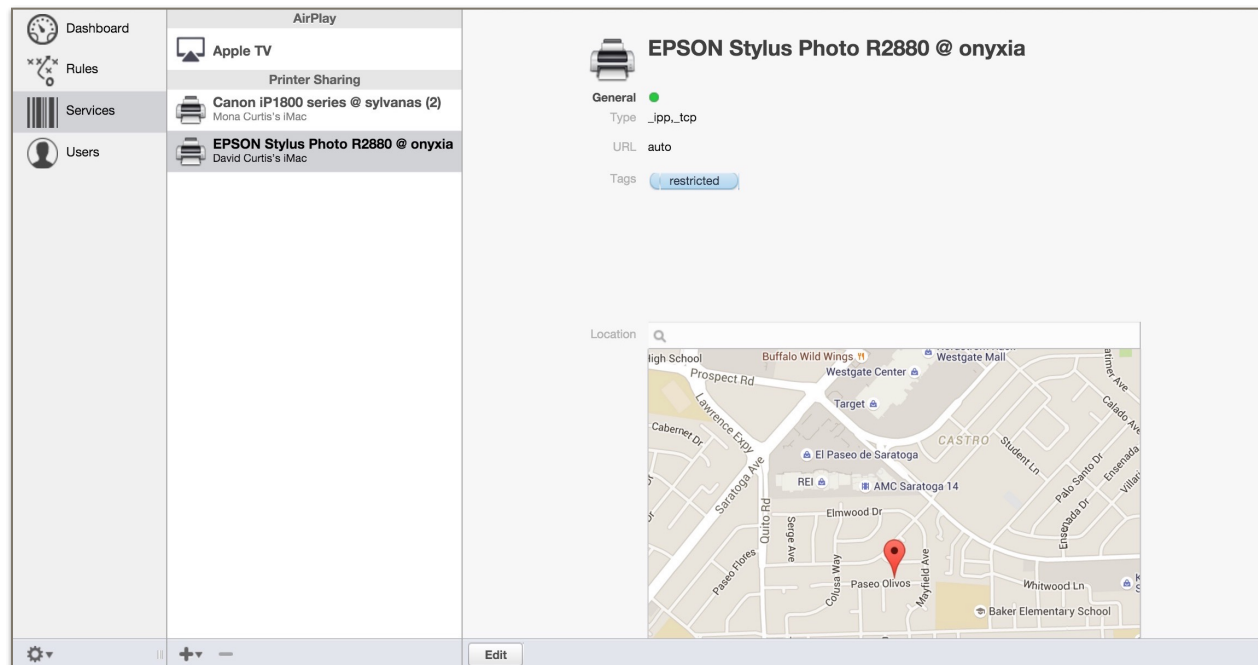 Dashboard
Rules
Services
Users
AirPlay
Apple TV
Printer Sharing
Canon iP1800 series @ sylvanas (2)
Mona Curtis's iMac
EPSON Stylus Photo R2880 @ onyxia
David Curtis's iMac
EPSON Stylus Photo R2880 @ onyxia
General
Type _ipp,_tcp
URL auto
Tags restricted
Location
High School
Buffalo Wild Wings
Westgate Mall
Westgate Center
Prospect Rd
Target
Lawrence Expy
Calado Ave
Cabernet Dr
CASTRO
Student Ln
El Paseo de Saratoga
Saratoga Ave
REI
AMC Saratoga 14
Palo Santo Dr
Ensenada
Quito Rd
Elmwood Dr
Serge Ave
Ensenada Dr
Paseo Flores
Colusa Way
Paseo Olivos
Mayfield Ave
Whitwood Ln
Baker Elementary School
Edit